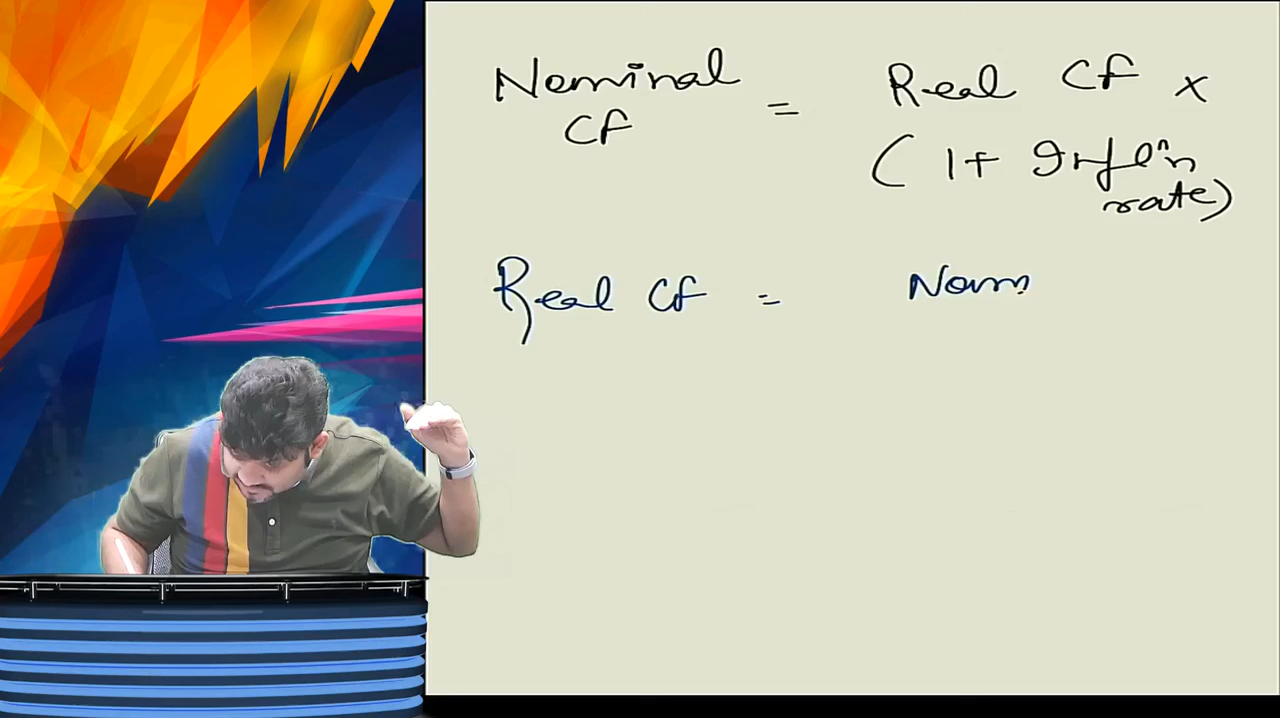 Nominal = Real CF x
CF
(1+ Infl^n rate)
Real CF = Nom